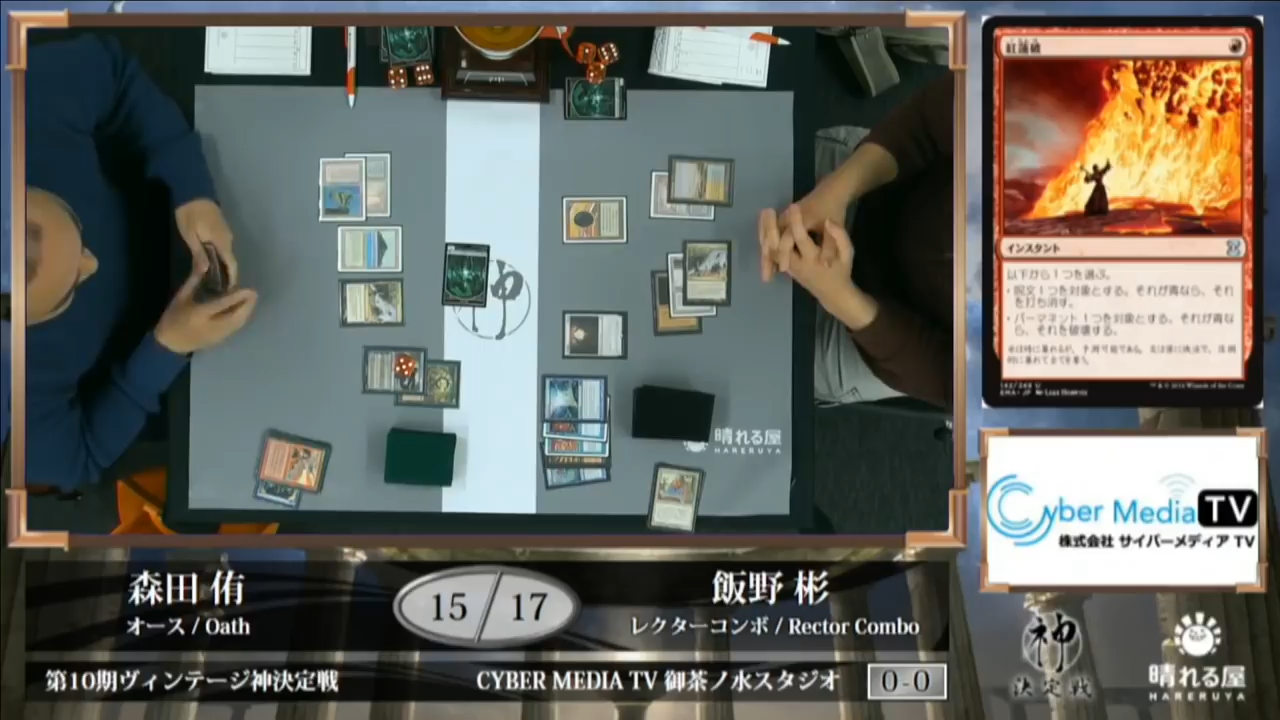 紅蓮破
インスタント
以下から1つを選ぶ。
・呪文1つを対象とする。それが青なら、それを打ち消す。
・パーマネント1つを対象とする。それが青なら、それを破壊する。
神
晴れる屋
HARERUYA
Cyber Media TV
株式会社 サイバーメディア TV
森田 侑
オース / Oath
15 / 17
飯野 彬
レクターコンボ / Rector Combo
第10期ヴィンテージ神決定戦
CYBER MEDIA TV 御茶ノ水スタジオ
0-0
神
決定戦
晴れる屋
HARERUYA